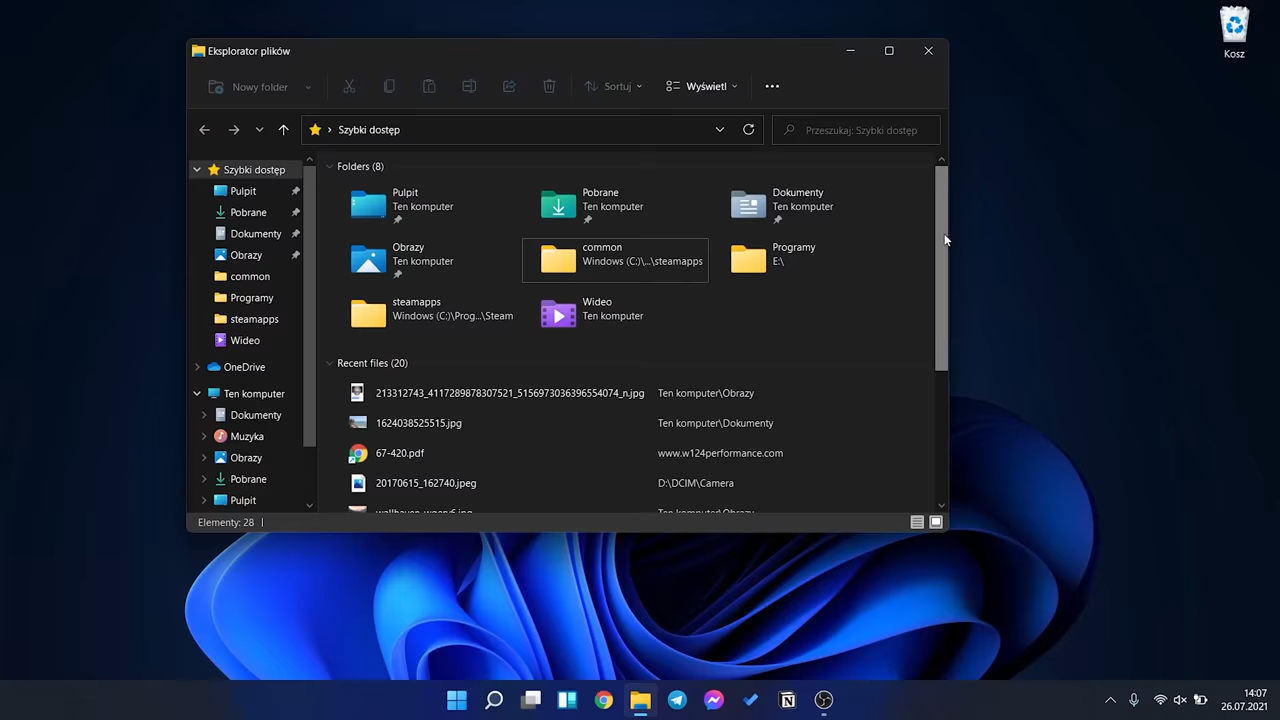 Kosz
Eksplorator plików
Nowy folder
Sortuj
Wyświetl
Szybki dostęp
Przeszukaj: Szybki dostęp
Szybki dostęp
Pulpit
Pobrane
Dokumenty
Obrazy
common
Programy
steamapps
Wideo
OneDrive
Ten komputer
Dokumenty
Muzyka
Obrazy
Pobrane
Pulpit
Folders (8)
Pulpit
Ten komputer
Pobrane
Ten komputer
Dokumenty
Ten komputer
Obrazy
Ten komputer
common
Windows (C:)\...\steamapps
Programy
E:\
steamapps
Windows (C:)\Prog...\Steam
Wideo
Ten komputer
Recent files (20)
213312743_4117289878307521_5156973036396554074_n.jpg Ten komputer\Obrazy
1624038525515.jpg Ten komputer\Dokumenty
67-420.pdf www.w124performance.com
20170615_162740.jpeg D:\DCIM\Camera
Ten komputer\Obrazy
Elementy: 28
14:07
26.07.2021